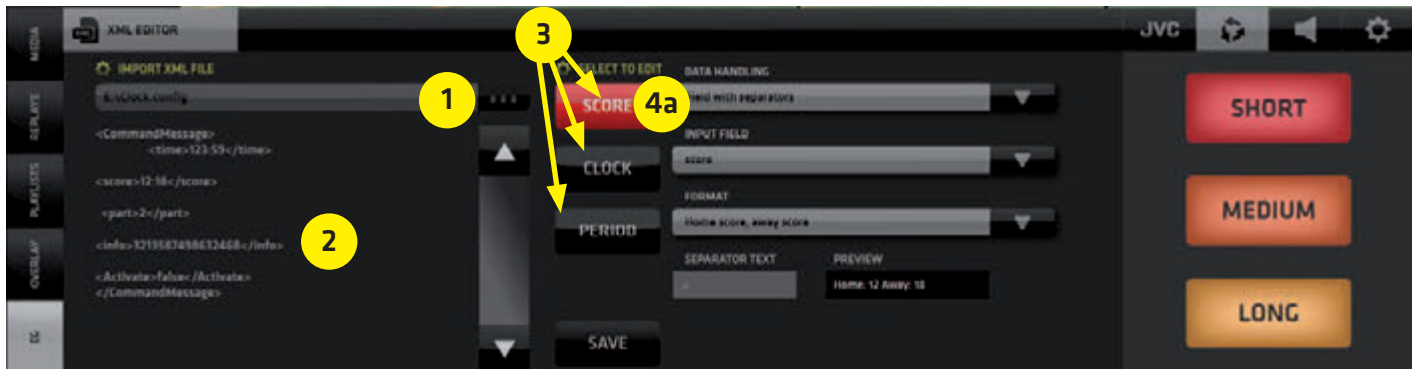 MEDIA
REPLAYS
PLAYLISTS
OVERLAY
CG
XML EDITOR
IMPORT XML FILE
E:\Clock.config
1
<CommandMessage>
<time>123:59</time>
<score>12:18</score>
<part>2</part>
<info>3213587498632468</info>
2
<Activate>false</Activate>
</CommandMessage>
3
SELECT TO EDIT
SCORE
4a
CLOCK
PERIOD
SAVE
DATA HANDLING
Field with separators
INPUT FIELD
score
FORMAT
Home score, away score
SEPARATOR TEXT
PREVIEW
Home: 12 Away: 18
JVC
SHORT
MEDIUM
LONG